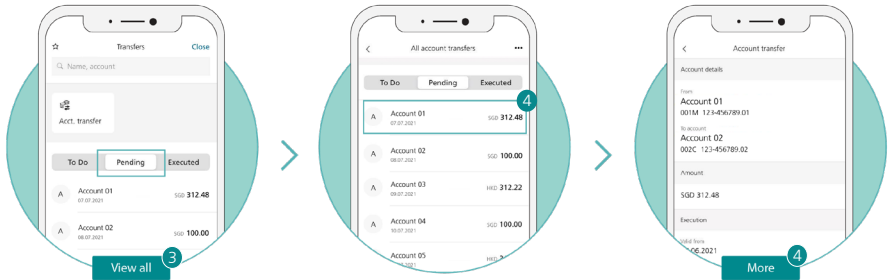 Transfers
Close
Name, account
Acct. transfer
To Do
Pending
Executed
A
Account 01
07.07.2021
SGD 312.48
A
Account 02
08.07.2021
SGD 100.00
View all
3
All account transfers
To Do
Pending
Executed
4
A
Account 01
07.07.2021
SGD 312.48
A
Account 02
08.07.2021
SGD 100.00
A
Account 03
09.07.2021
HKD 312.22
A
Account 04
10.07.2021
SGD 100.00
Account 05
Account transfer
Account details
From
Account 01
001M 123-456789.01
To account
Account 02
002C 123-456789.02
Amount
SGD 312.48
Execution
Valid from
.06.2021
More
4